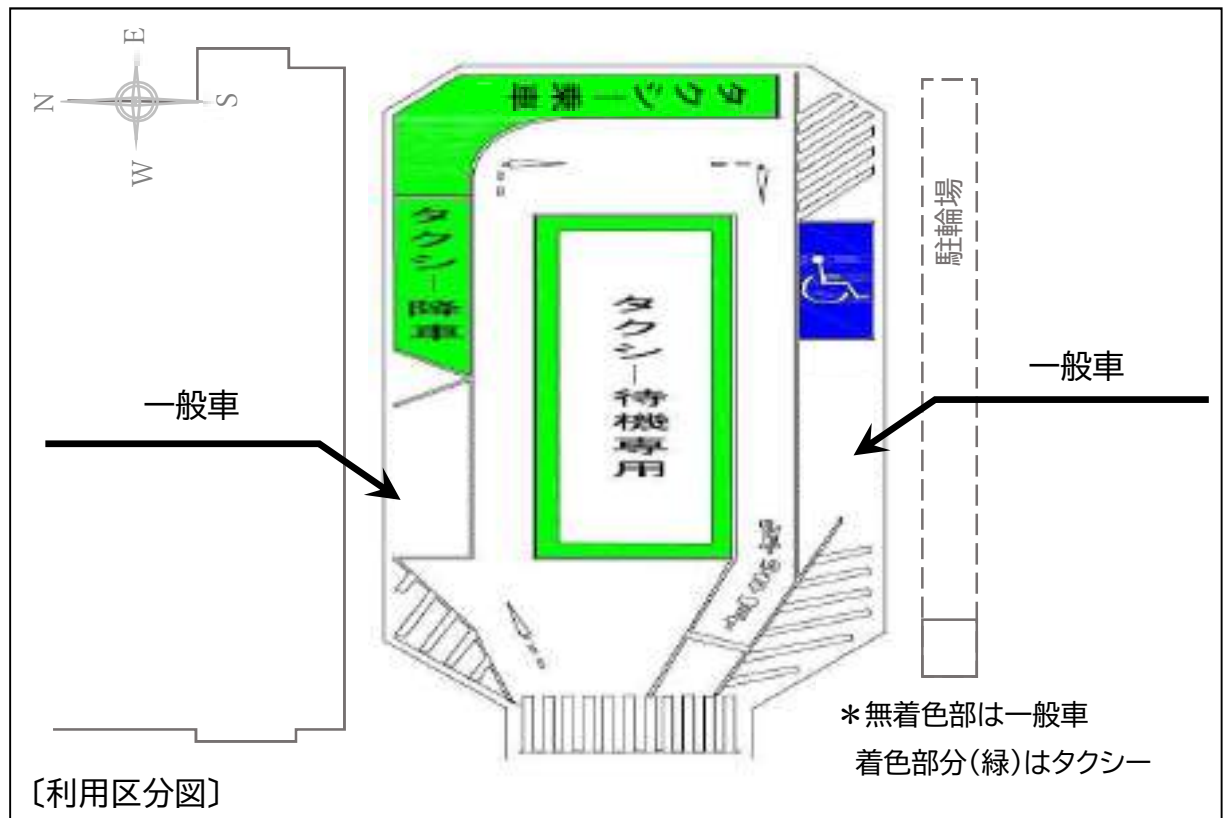 E
N
S
W
タクシー乗車
タクシー降車
タクシー待機専用
駐輪場
一般車
一般車
*無着色部は一般車
着色部分(緑)はタクシー
〔利用区分図〕